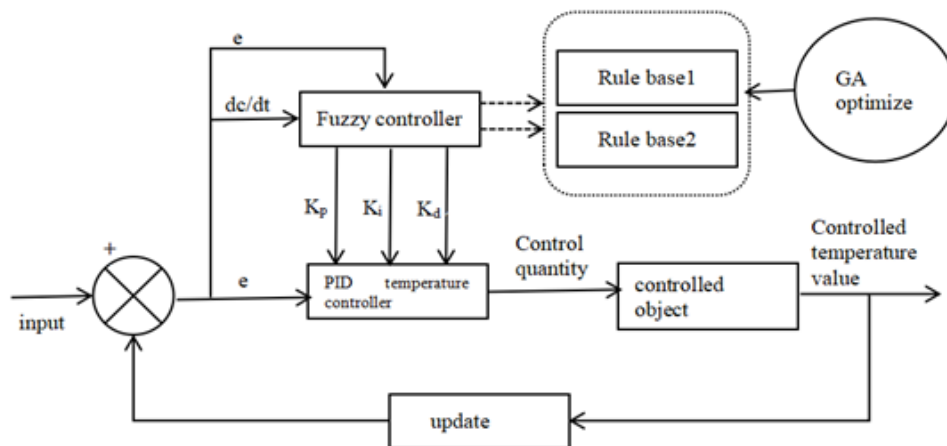 e
Rule base1
GA
optimize
dc/dt
Fuzzy controller
Rule base2
Kp
Ki
Kd
+
Control
quantity
Controlled
temperature
value
e
PID temperature
controller
controlled
object
input
update